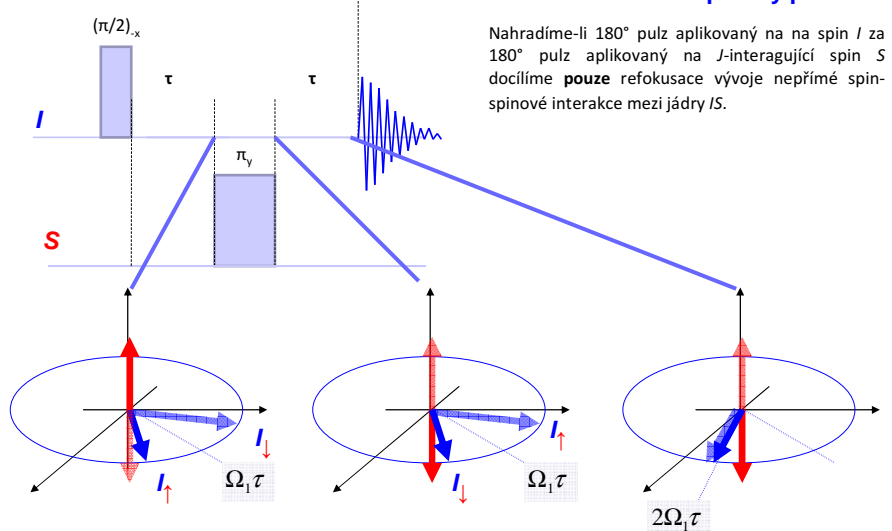 (π/2)-x
τ
τ
I
πy
S
Nahradíme-li 180° pulz aplikovaný na na spin I za
180° pulz aplikovaný na J-interagující spin S
docílíme pouze refokusace vývoje nepřímé spin-
spinové interakce mezi jádry IS.
I↓
I↑
Ω1τ
I↑
I↓
Ω1τ
2Ω1τ